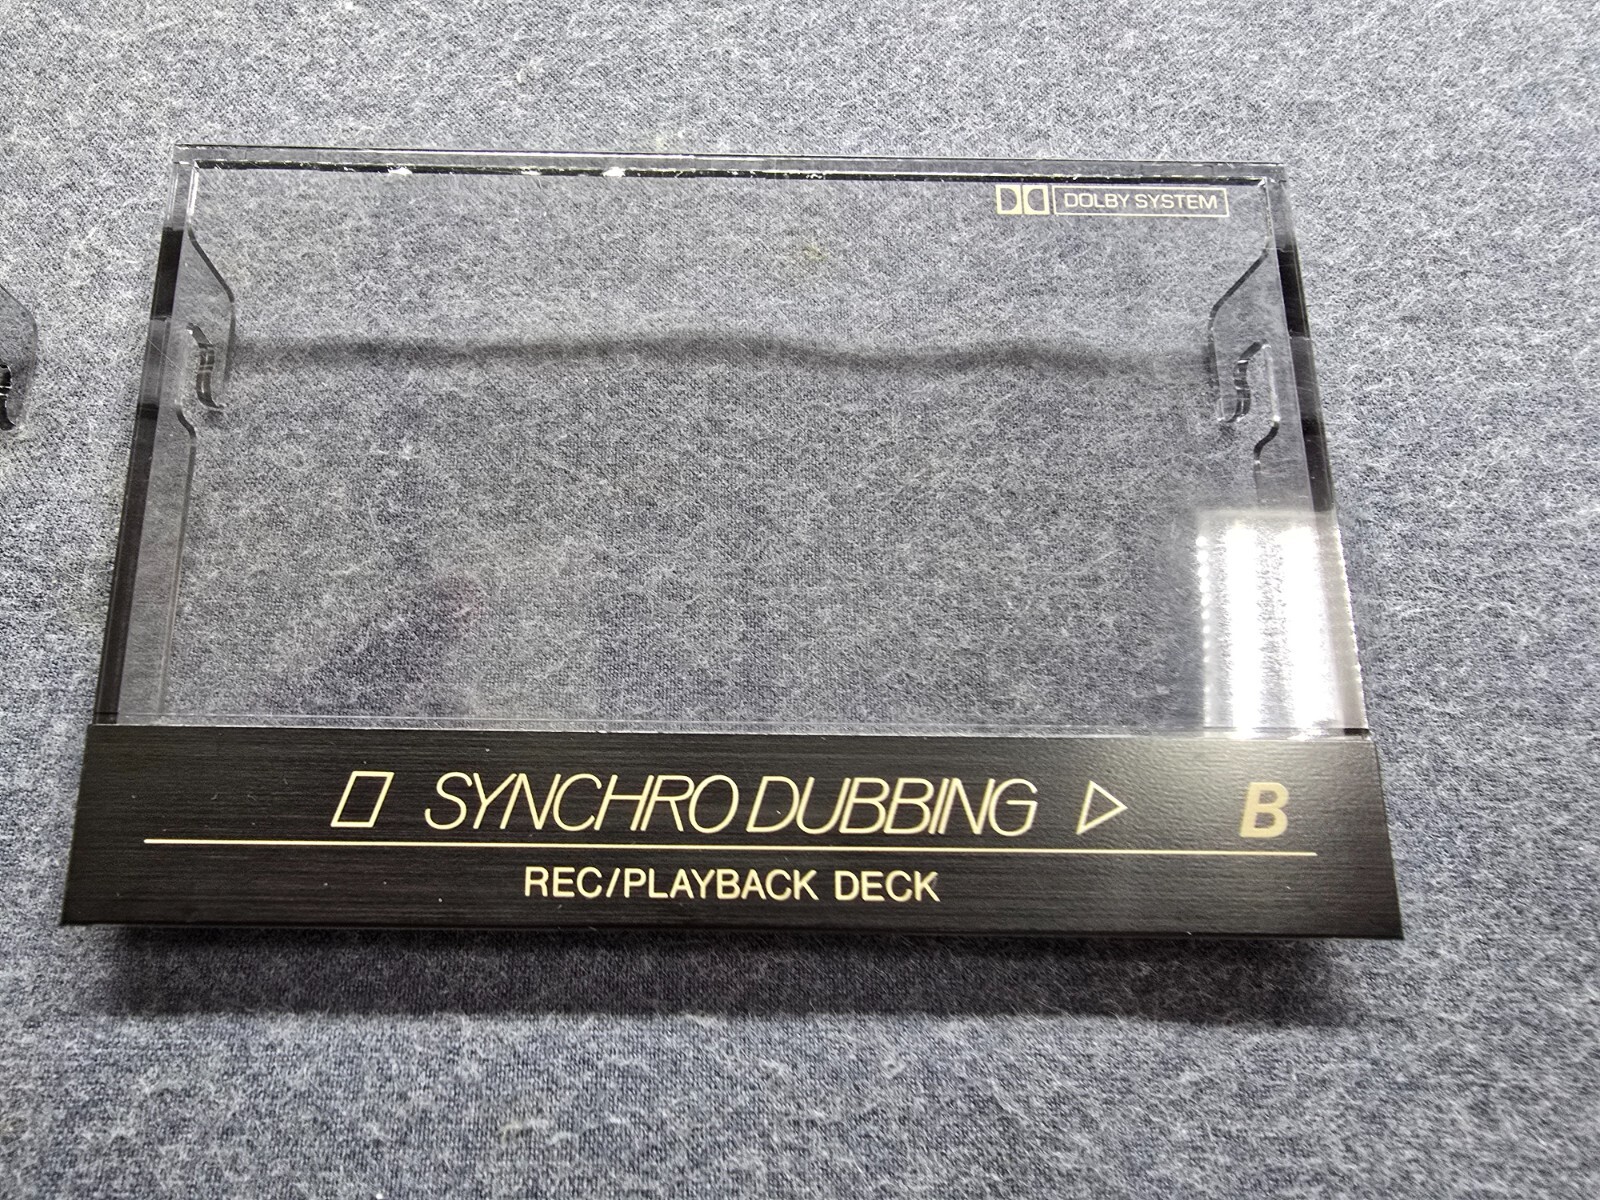 DOLBY SYSTEM
SYNCHRO DUBBING B
REC/PLAYBACK DECK